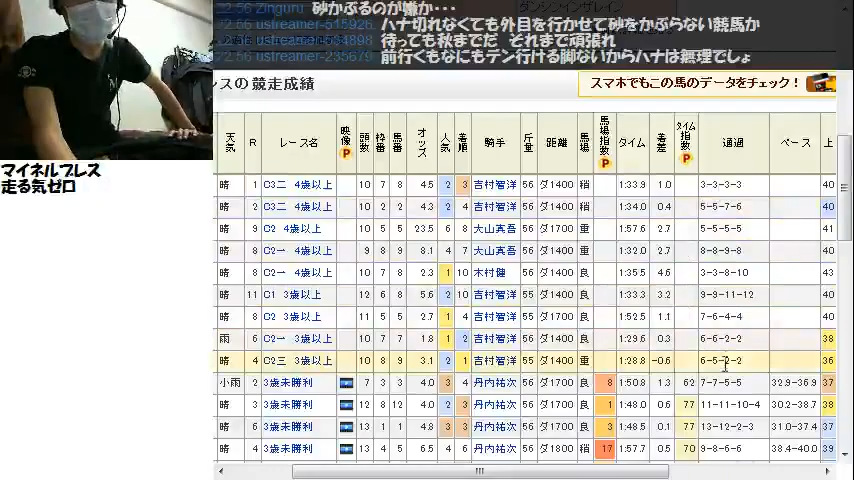 砂かぶるのが嫌か・・・
ハナ切れなくても外目を行かせて砂をかぶらない競馬か
待っても秋までだ それまで頑張れ
前行くもなにもテン行ける脚ないからハナは無理でしょ
スの競走成績
スマホでもこの馬のデータをチェック！
マイネルブレス
走る気ゼロ
天気 R レース名 映像 P 頭数 枠番 馬番 オッズ 人気 着順 騎手 斤量 距離 馬場 馬場指数 P タイム 着差 タイム指数 P 通過 ペース 上
晴 1 C3二 4歳以上 10 7 8 4.5 2 3 吉村智洋 56 ダ1400 稍 1:33.9 1.0 3-3-3-3 40
晴 2 C3二 4歳以上 10 2 2 4.3 2 4 吉村智洋 56 ダ1400 稍 1:34.0 0.4 5-5-7-6 40
晴 9 C2 4歳以上 10 5 5 23.5 6 8 大山真吾 56 ダ1700 重 1:57.6 2.7 5-5-5-5 41
晴 8 C2一 4歳以上 9 8 9 8.1 4 7 大山真吾 56 ダ1400 重 1:32.0 2.7 8-8-9-8 40
晴 8 C2一 4歳以上 10 7 8 2.3 1 10 木村健 56 ダ1400 良 1:35.5 4.6 3-3-8-10 43
晴 11 C1 3歳以上 12 6 8 5.6 2 10 吉村智洋 55 ダ1400 良 1:33.3 3.2 9-9-11-12 40
晴 8 C2 3歳以上 11 5 5 2.7 1 4 吉村智洋 55 ダ1700 良 1:52.5 1.1 7-6-4-4 40
雨 6 C2一 3歳以上 10 7 7 1.8 1 2 吉村智洋 55 ダ1400 良 1:29.6 0.3 6-6-2-2 38
晴 4 C2三 3歳以上 10 8 9 3.1 2 1 吉村智洋 55 ダ1400 重 1:28.8 -0.6 6-5-2-2 36
小雨 2 3歳未勝利 7 3 3 4.0 3 4 丹内祐次 56 ダ1700 良 8 1:50.8 1.3 62 7-7-5-5 32.9-36.9 37
晴 3 3歳未勝利 12 8 12 4.0 2 3 丹内祐次 56 ダ1700 良 1 1:48.0 0.6 77 11-11-10-4 30.2-38.7 38
晴 6 3歳未勝利 13 1 1 4.8 3 3 丹内祐次 56 ダ1700 良 3 1:48.5 0.1 77 13-12-2-3 31.0-37.4 37
晴 4 3歳未勝利 13 4 5 6.5 4 6 丹内祐次 56 ダ1800 稍 17 1:57.7 0.5 70 9-8-6-6 38.4-40.0 39